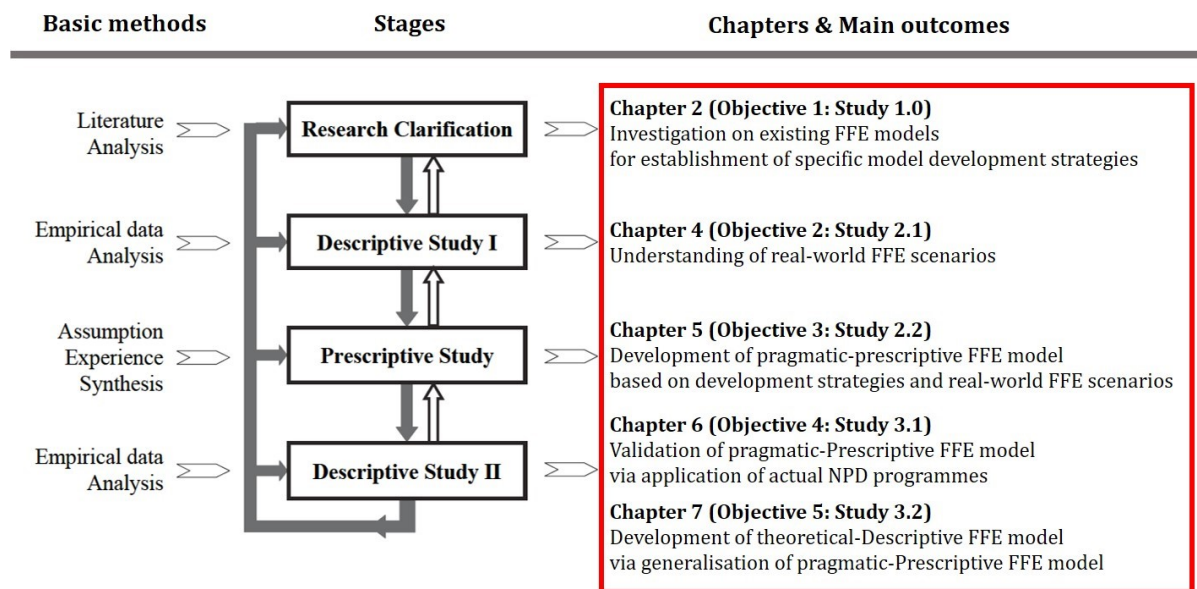 Basic methods
Stages
Chapters & Main outcomes
Literature
Analysis
Research Clarification
Chapter 2 (Objective 1: Study 1.0)
Investigation on existing FFE models
for establishment of specific model development strategies
Empirical data
Analysis
Descriptive Study I
Chapter 4 (Objective 2: Study 2.1)
Understanding of real-world FFE scenarios
Assumption
Experience
Synthesis
Prescriptive Study
Chapter 5 (Objective 3: Study 2.2)
Development of pragmatic-prescriptive FFE model
based on development strategies and real-world FFE scenarios
Empirical data
Analysis
Descriptive Study II
Chapter 6 (Objective 4: Study 3.1)
Validation of pragmatic-Prescriptive FFE model
via application of actual NPD programmes
Chapter 7 (Objective 5: Study 3.2)
Development of theoretical-Descriptive FFE model
via generalisation of pragmatic-Prescriptive FFE model